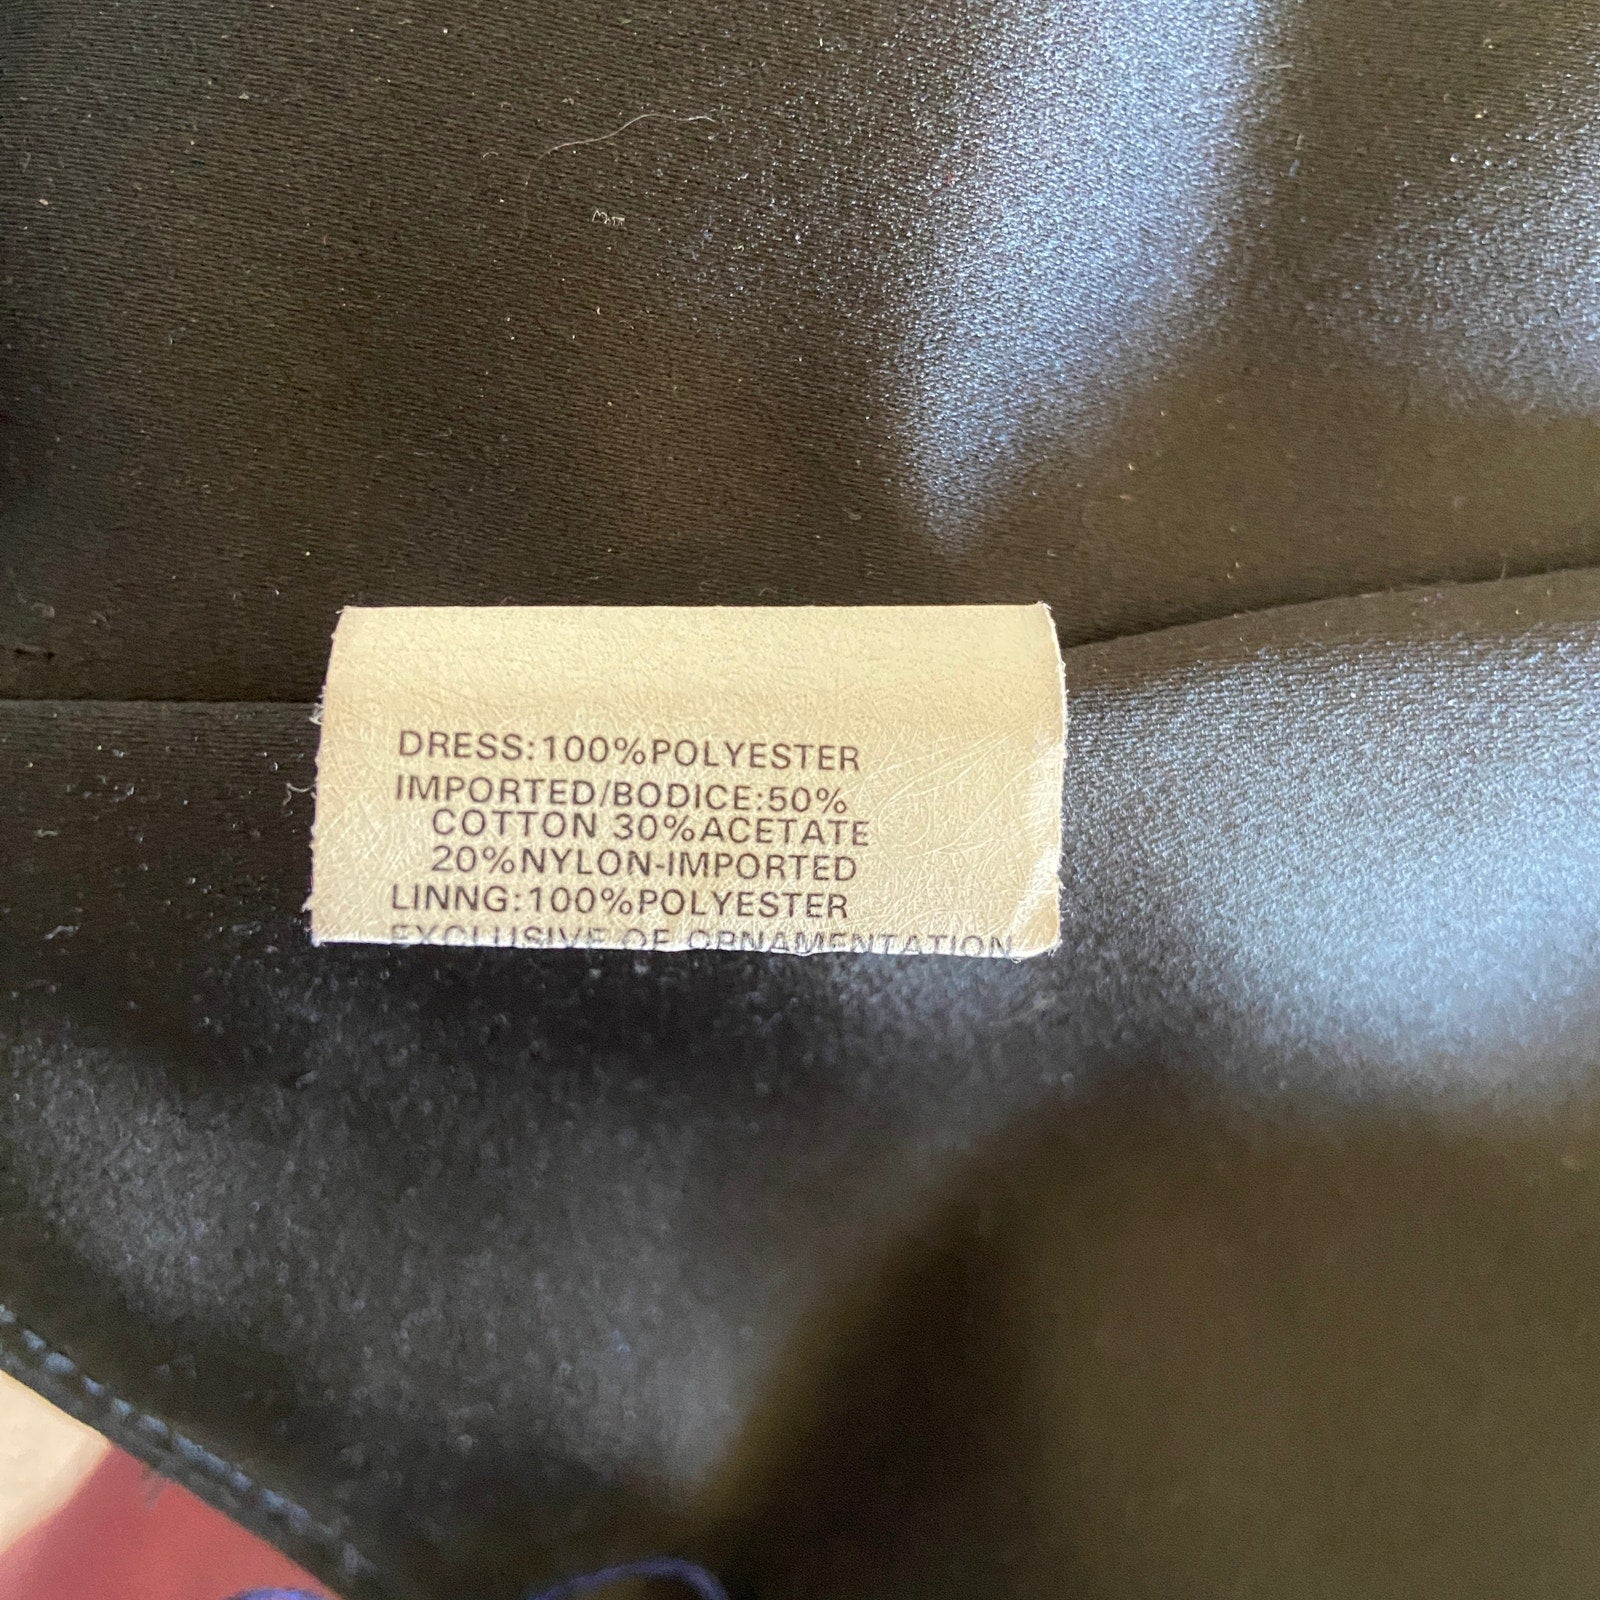 DRESS:100%POLYESTER
IMPORTED/BODICE:50%
COTTON 30%ACETATE
20%NYLON-IMPORTED
LINNG:100%POLYESTER
EXCLUSIVE OF ORNAMENTATION